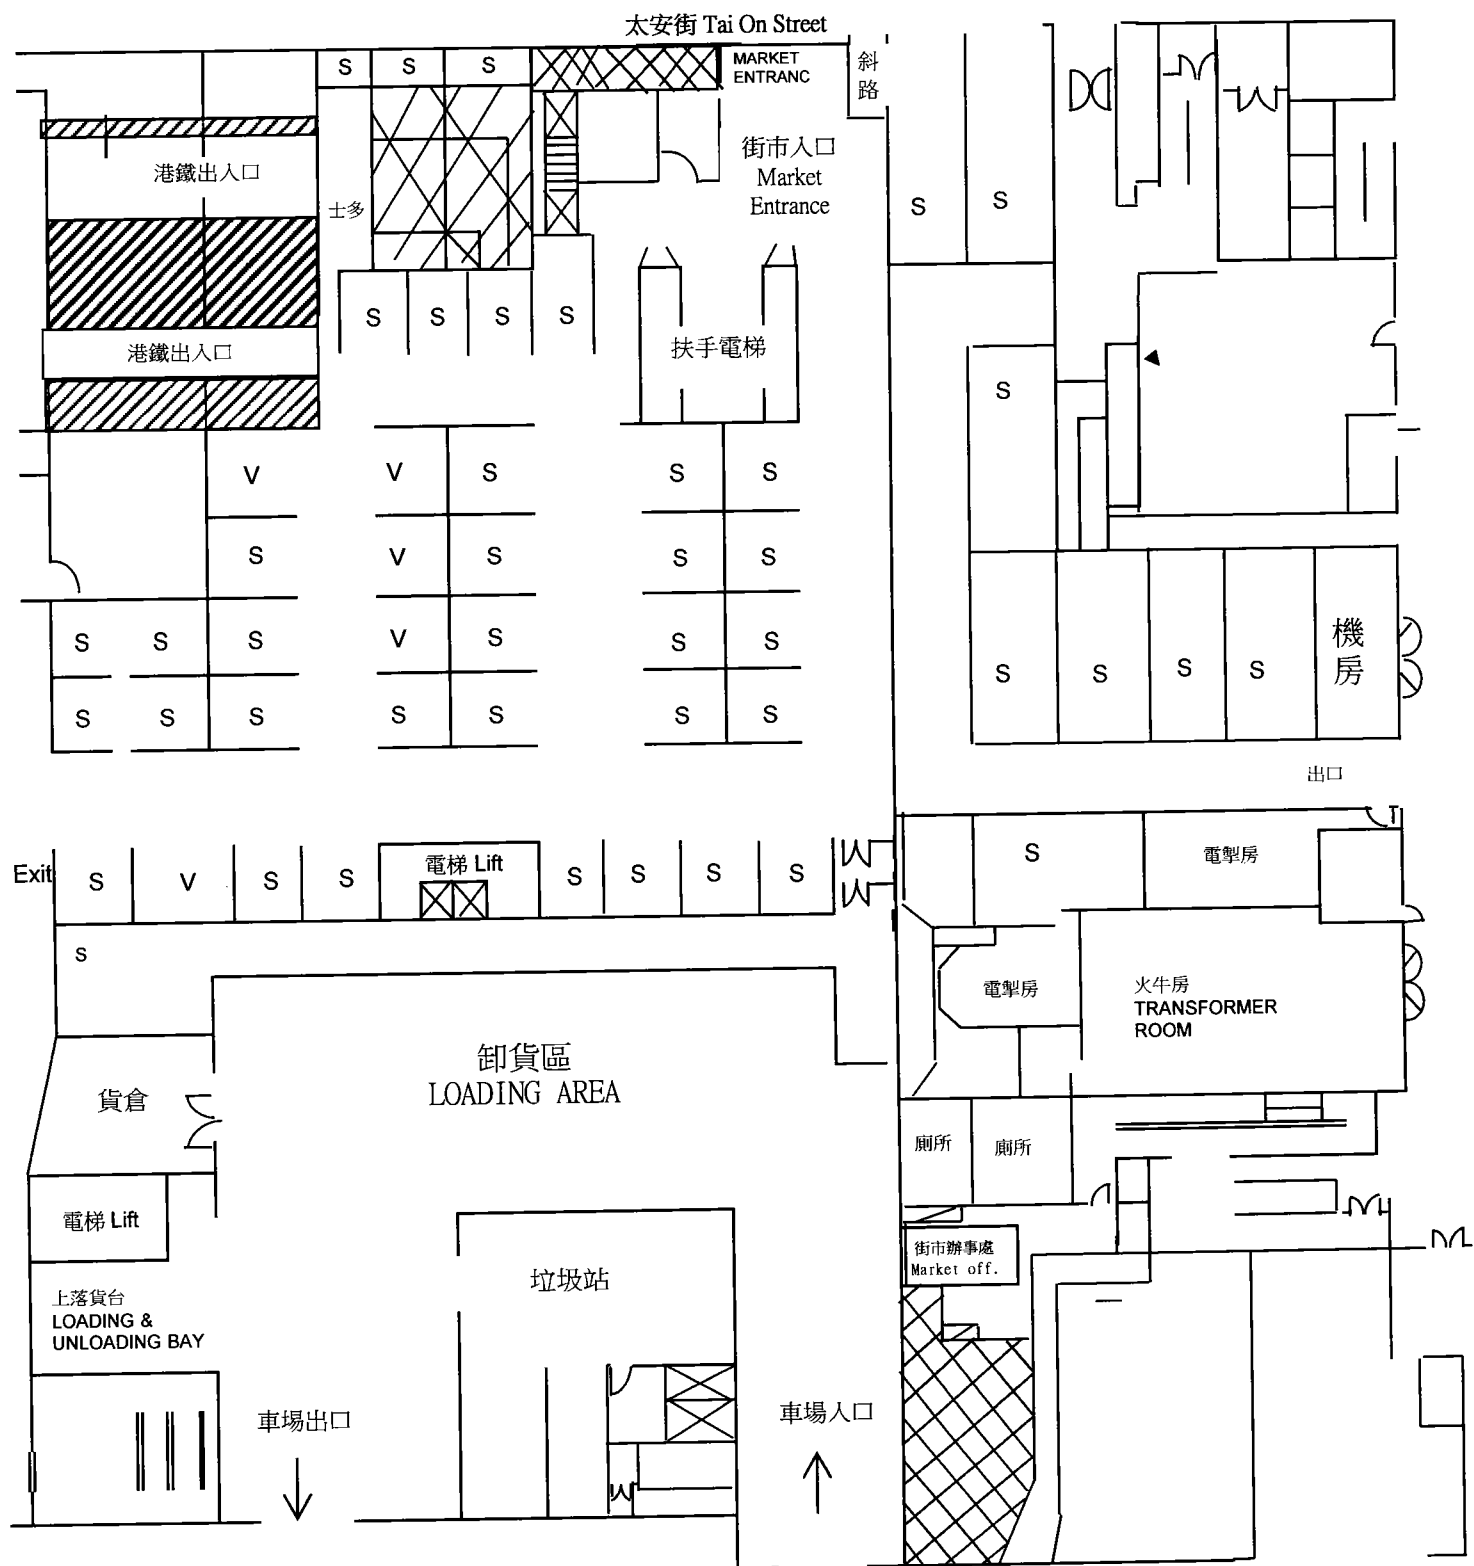 太安街 Tai On Street
S S S
MARKET
ENTRANC
斜
路
港鐵出入口
街市入口
Market
Entrance
士多
S S
S S S S
扶手電梯
港鐵出入口
S
V V S S S
S V S S S
S S S V S S S
S S S S S S S
S S S S
機
房
出口
Exit S V S S 電梯 Lift S S S S
S 電掣房
S
電掣房
火牛房
TRANSFORMER
ROOM
卸貨區
LOADING AREA
貨倉
廁所 廁所
電梯 Lift
街市辦事處
Market off.
垃圾站
上落貨台
LOADING &
UNLOADING BAY
車場出口
車場入口